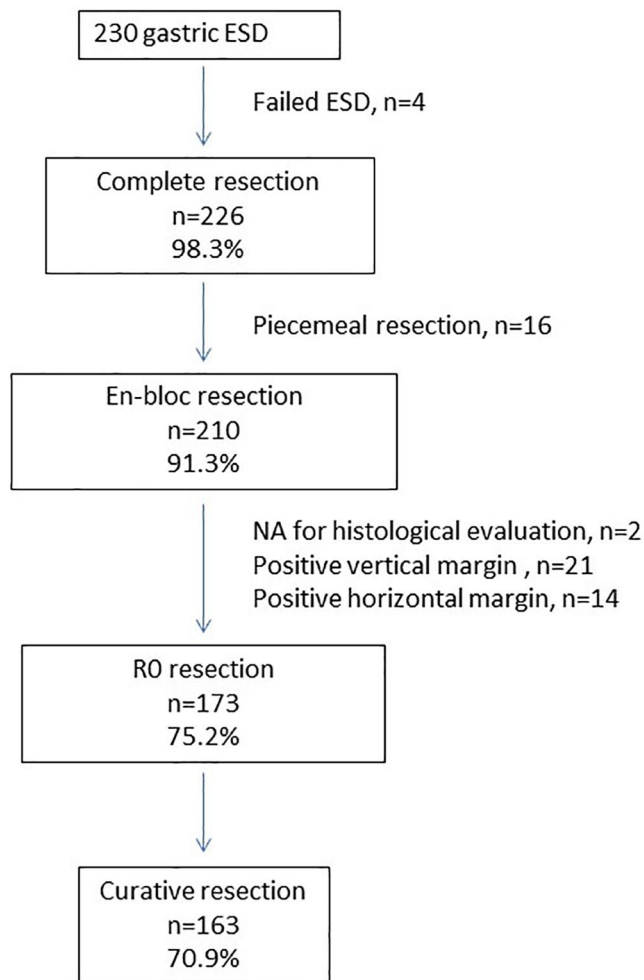 230 gastric ESD
Failed ESD, n=4
Complete resection
n=226
98.3%
Piecemeal resection, n=16
En-bloc resection
n=210
91.3%
NA for histological evaluation, n=2
Positive vertical margin , n=21
Positive horizontal margin, n=14
R0 resection
n=173
75.2%
Curative resection
n=163
70.9%